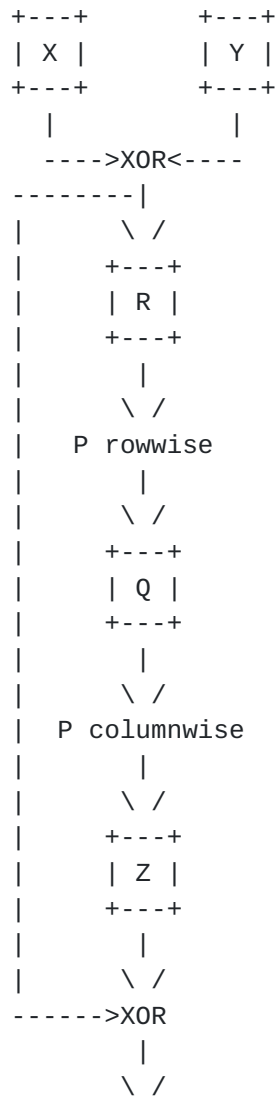 +---+       +---+
| X |       | Y |
+---+       +---+
  |           |
  ---->XOR<----
--------|
|      \ /
|     +---+
|     | R |
|     +---+
|       |
|      \ /
|   P rowwise
|       |
|      \ /
|     +---+
|     | Q |
|     +---+
|       |
|      \ /
|  P columnwise
|       |
|      \ /
|     +---+
|     | Z |
|     +---+
|       |
|      \ /
------>XOR
        |
       \ /